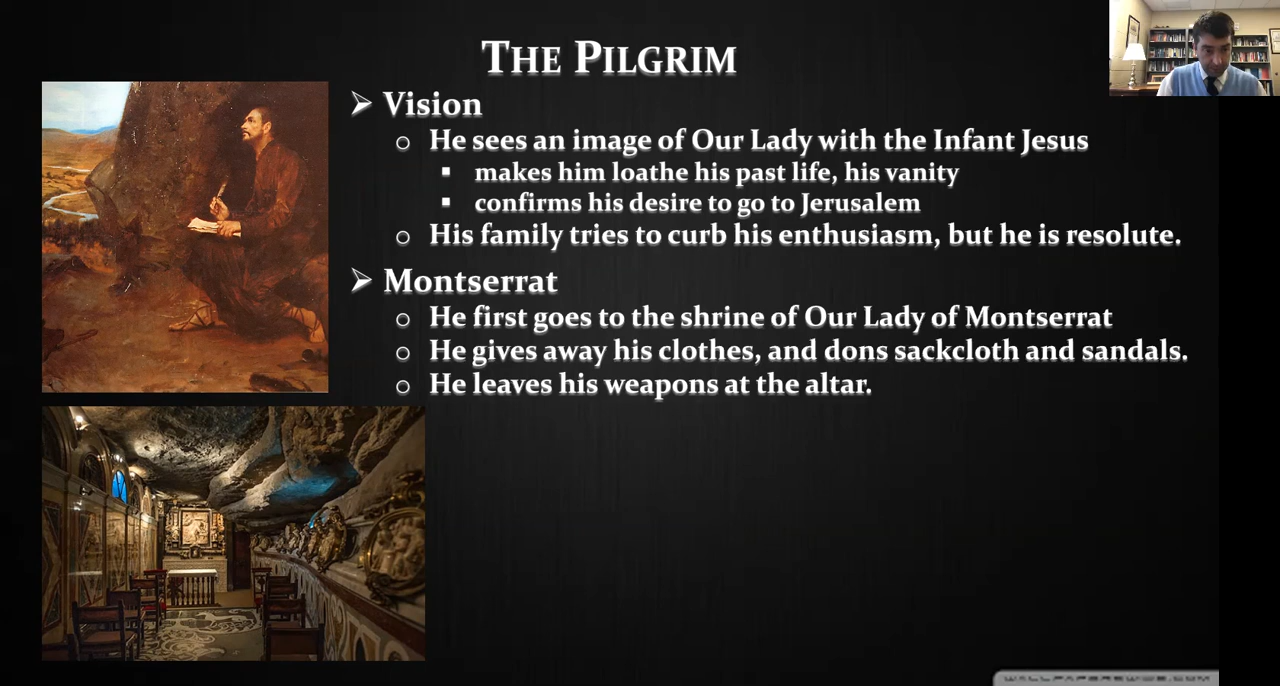 THE PILGRIM
➢ Vision
o He sees an image of Our Lady with the Infant Jesus
▪ makes him loathe his past life, his vanity
▪ confirms his desire to go to Jerusalem
o His family tries to curb his enthusiasm, but he is resolute.
➢ Montserrat
o He first goes to the shrine of Our Lady of Montserrat
o He gives away his clothes, and dons sackcloth and sandals.
o He leaves his weapons at the altar.
WALLPAPERSWIDE.COM